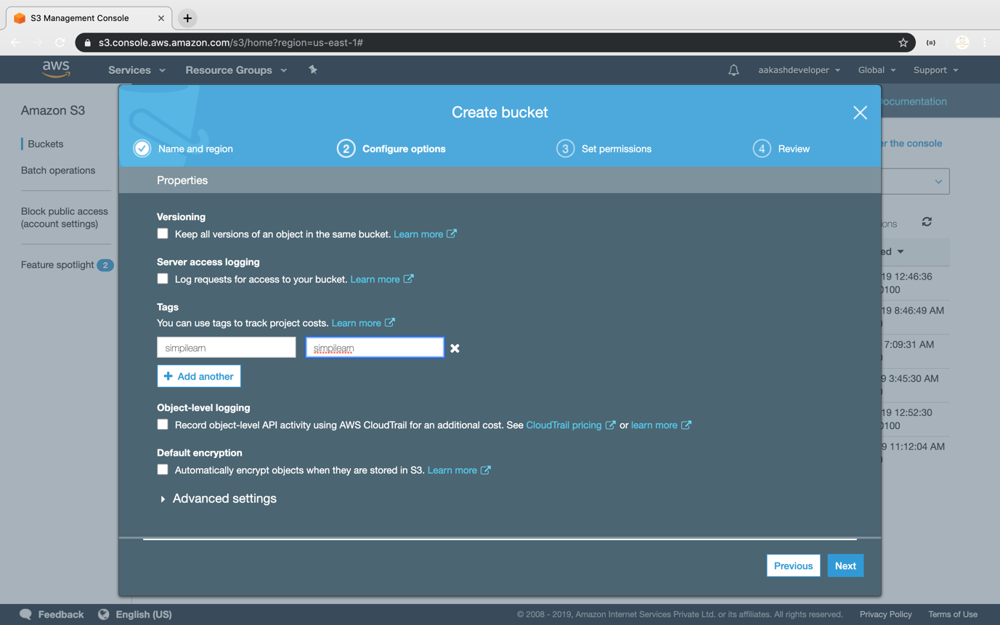 S3 Management Console
s3.console.aws.amazon.com/s3/home?region=us-east-1#
aws
Services
Resource Groups
aakashdeveloper
Global
Support
Amazon S3
Buckets
Batch operations
Block public access
(account settings)
Feature spotlight 2
Create bucket
Name and region
2 Configure options
3 Set permissions
4 Review
Properties
Versioning
Keep all versions of an object in the same bucket. Learn more
Server access logging
Log requests for access to your bucket. Learn more
Tags
You can use tags to track project costs. Learn more
simpilearn
simpilearn
+ Add another
Object-level logging
Record object-level API activity using AWS CloudTrail for an additional cost. See CloudTrail pricing or learn more
Default encryption
Automatically encrypt objects when they are stored in S3. Learn more
Advanced settings
Previous
Next
ocumentation
er the console
ons
ed
19 12:46:36
0100
19 8:46:49 AM
7:09:31 AM
9 3:45:30 AM
19 12:52:30
0100
9 11:12:04 AM
Feedback
English (US)
© 2008 - 2019, Amazon Internet Services Private Ltd. or its affiliates. All rights reserved.
Privacy Policy
Terms of Use